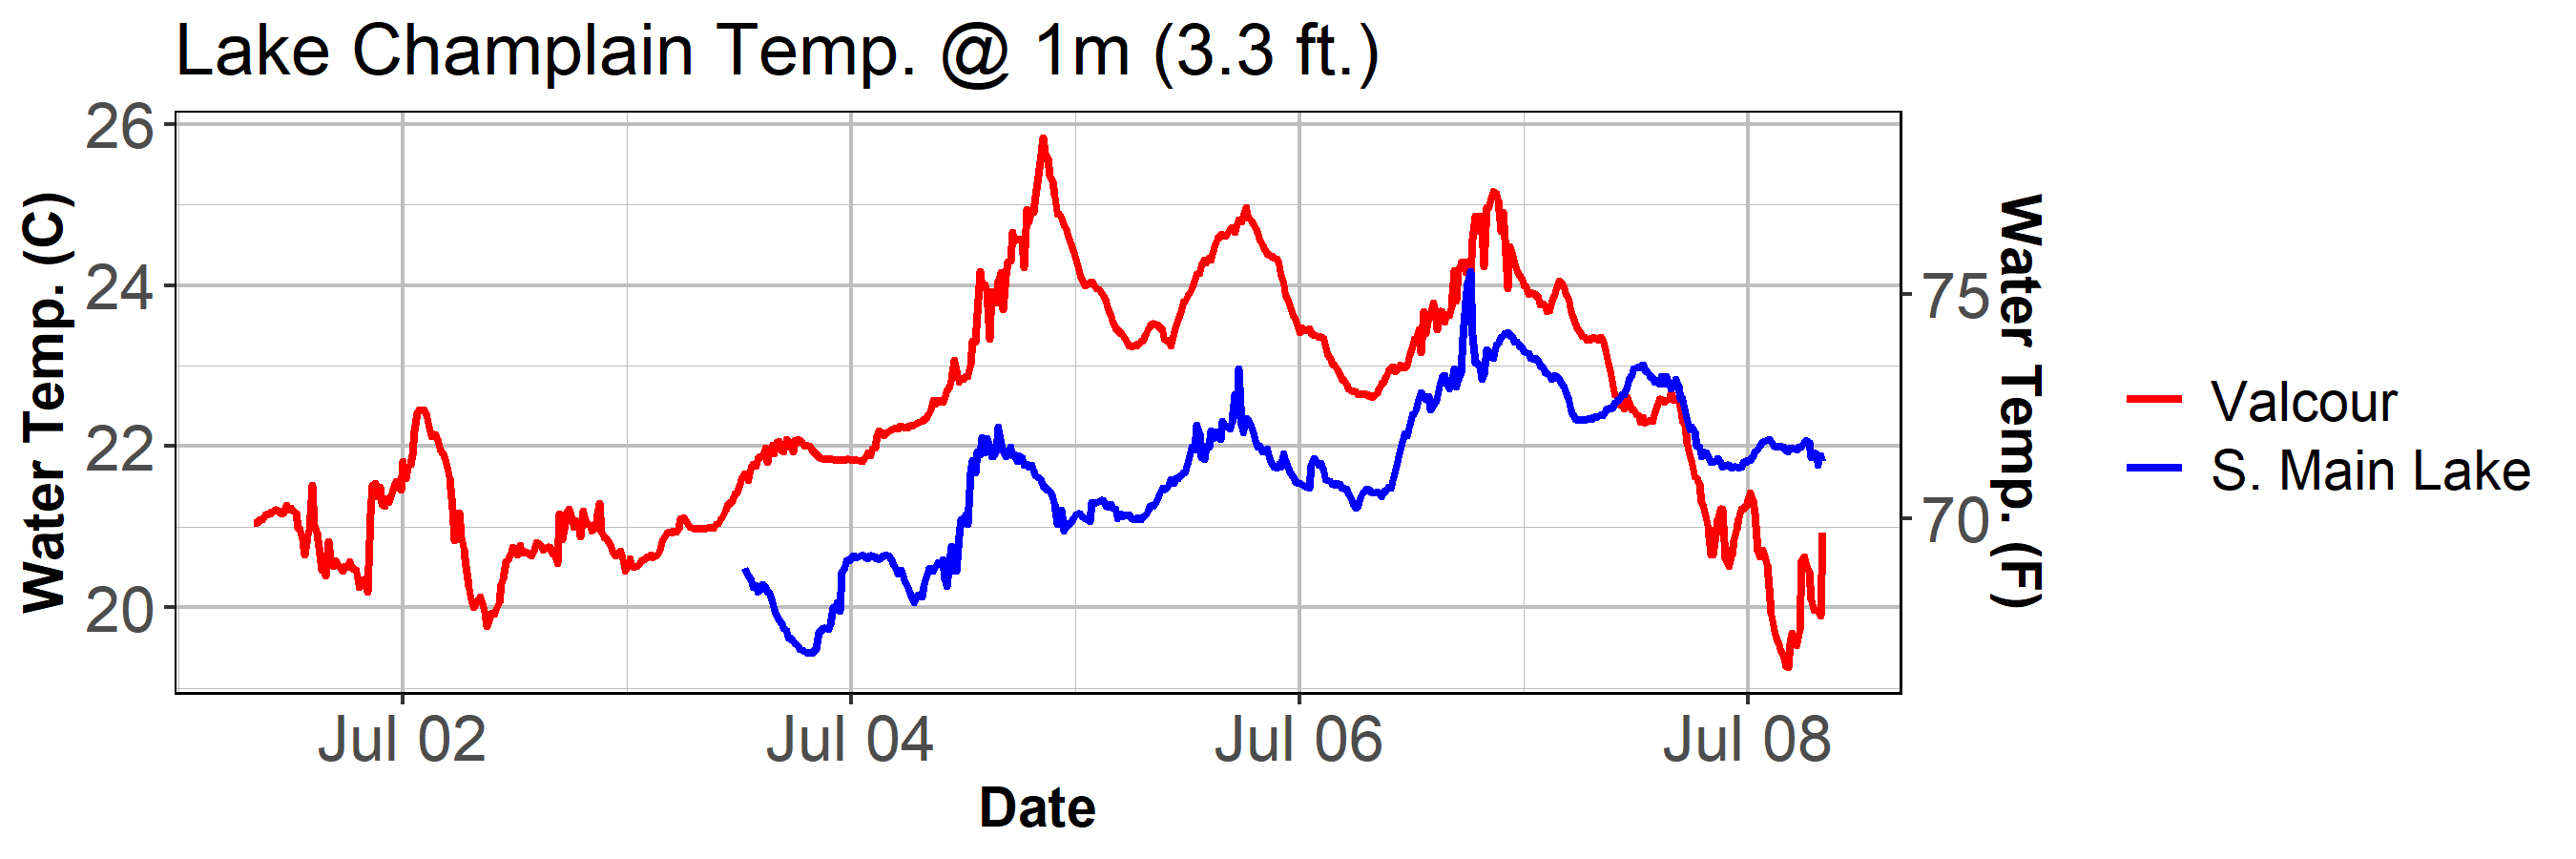 Lake Champlain Temp. @ 1m (3.3 ft.)
26
24
22
20
Water Temp. (C)
75
70
Water Temp. (F)
Jul 02 Jul 04 Jul 06 Jul 08
Date
Valcour
S. Main Lake